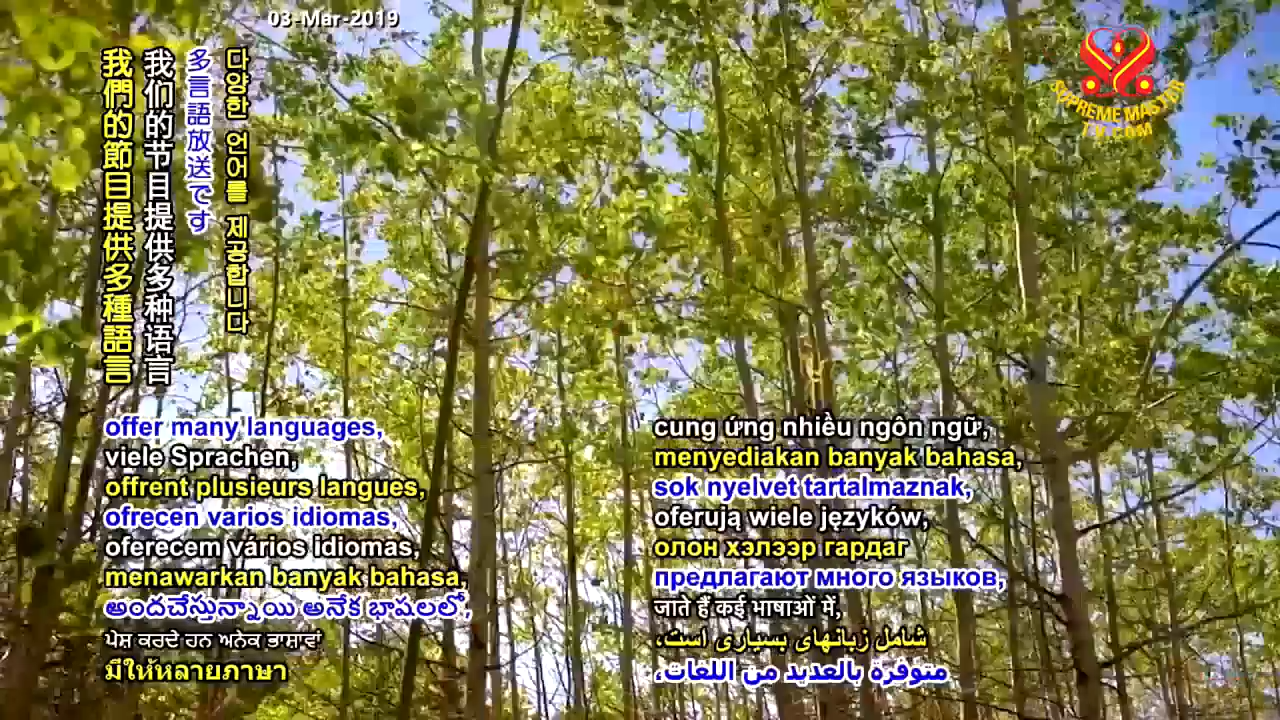 03-Mar-2019
SUPREME MASTER
TV.COM
我們的節目提供多種語言
我们的节目提供多种语言
多言語放送です
다양한 언어를 제공합니다
offer many languages,
viele Sprachen,
offrent plusieurs langues,
ofrecen varios idiomas,
oferecem vários idiomas,
menawarkan banyak bahasa,
అందచేస్తున్నాయి అనేక భాషలలో,
ਪੇਸ਼ ਕਰਦੇ ਹਨ ਅਨੇਕ ਭਾਸ਼ਾਵਾਂ
มีให้หลายภาษา
cung ứng nhiều ngôn ngữ,
menyediakan banyak bahasa,
sok nyelvet tartalmaznak,
oferują wiele języków,
олон хэлээр гардаг
предлагают много языков,
जाते हैं कई भाषाओं में,
شامل زبانهای بسیاری است،
متوفرة بالعديد من اللغات،